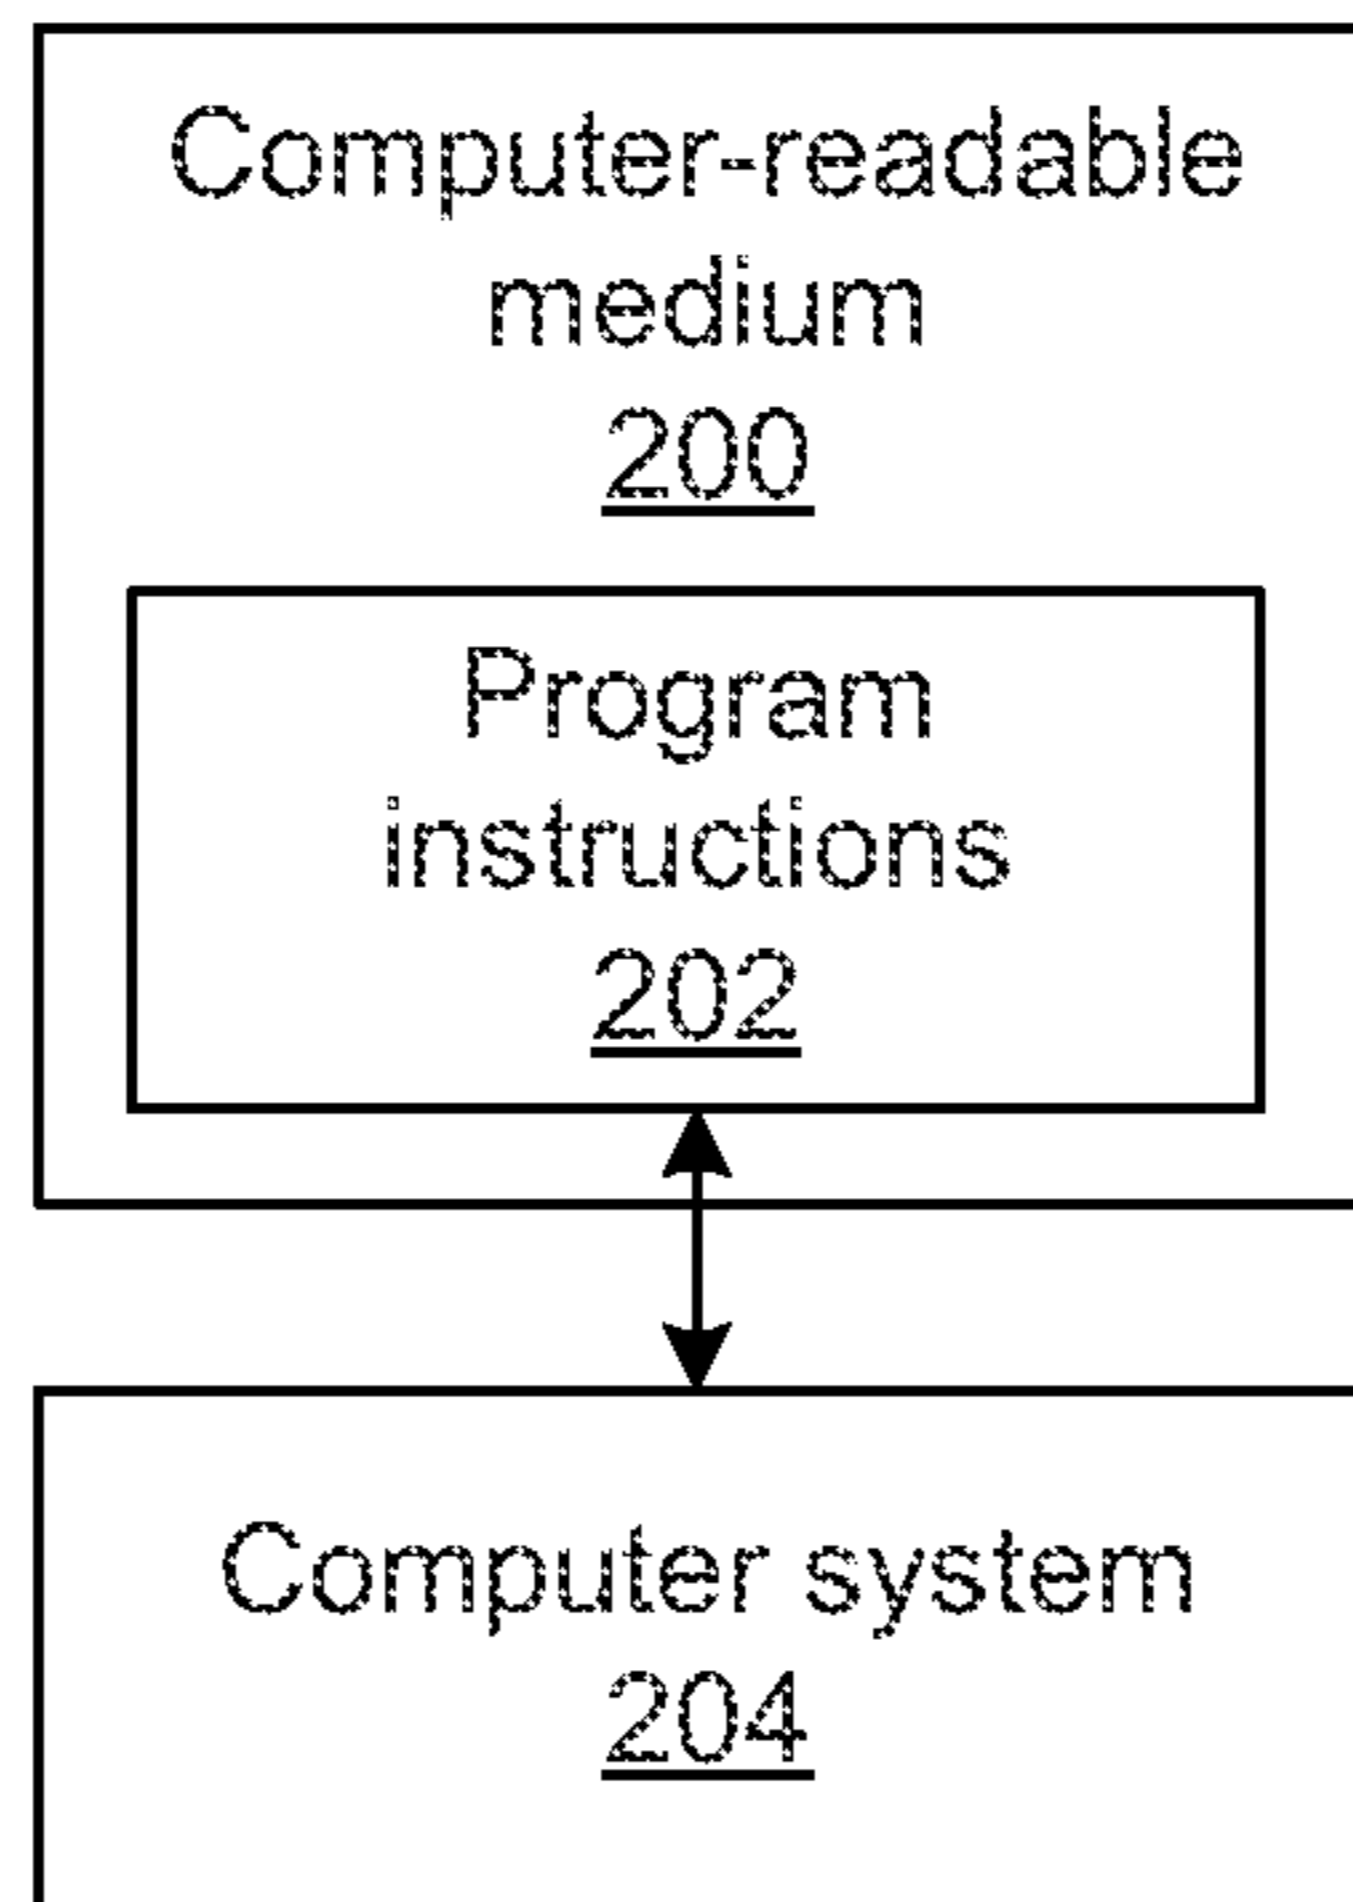 Computer-readable
medium
200
Program
instructions
202
Computer system
204